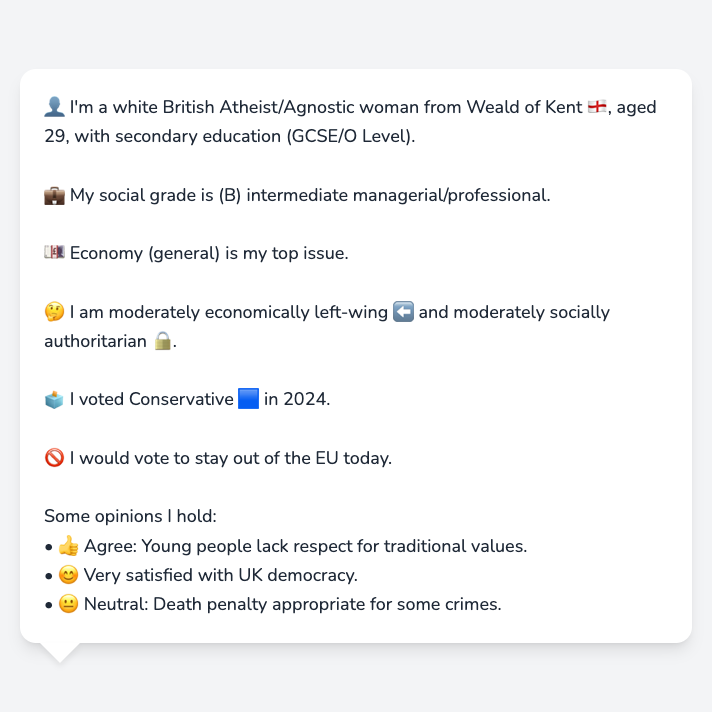 👤 I'm a white British Atheist/Agnostic woman from Weald of Kent 🏴󠁧󠁢󠁥󠁮󠁧󠁿, aged
29, with secondary education (GCSE/O Level).
💼 My social grade is (B) intermediate managerial/professional.
💷 Economy (general) is my top issue.
🤔 I am moderately economically left-wing ⬅️ and moderately socially
authoritarian 🔒.
🗳️ I voted Conservative 🟦 in 2024.
🚫 I would vote to stay out of the EU today.
Some opinions I hold:
• 👍 Agree: Young people lack respect for traditional values.
• 😊 Very satisfied with UK democracy.
• 😐 Neutral: Death penalty appropriate for some crimes.